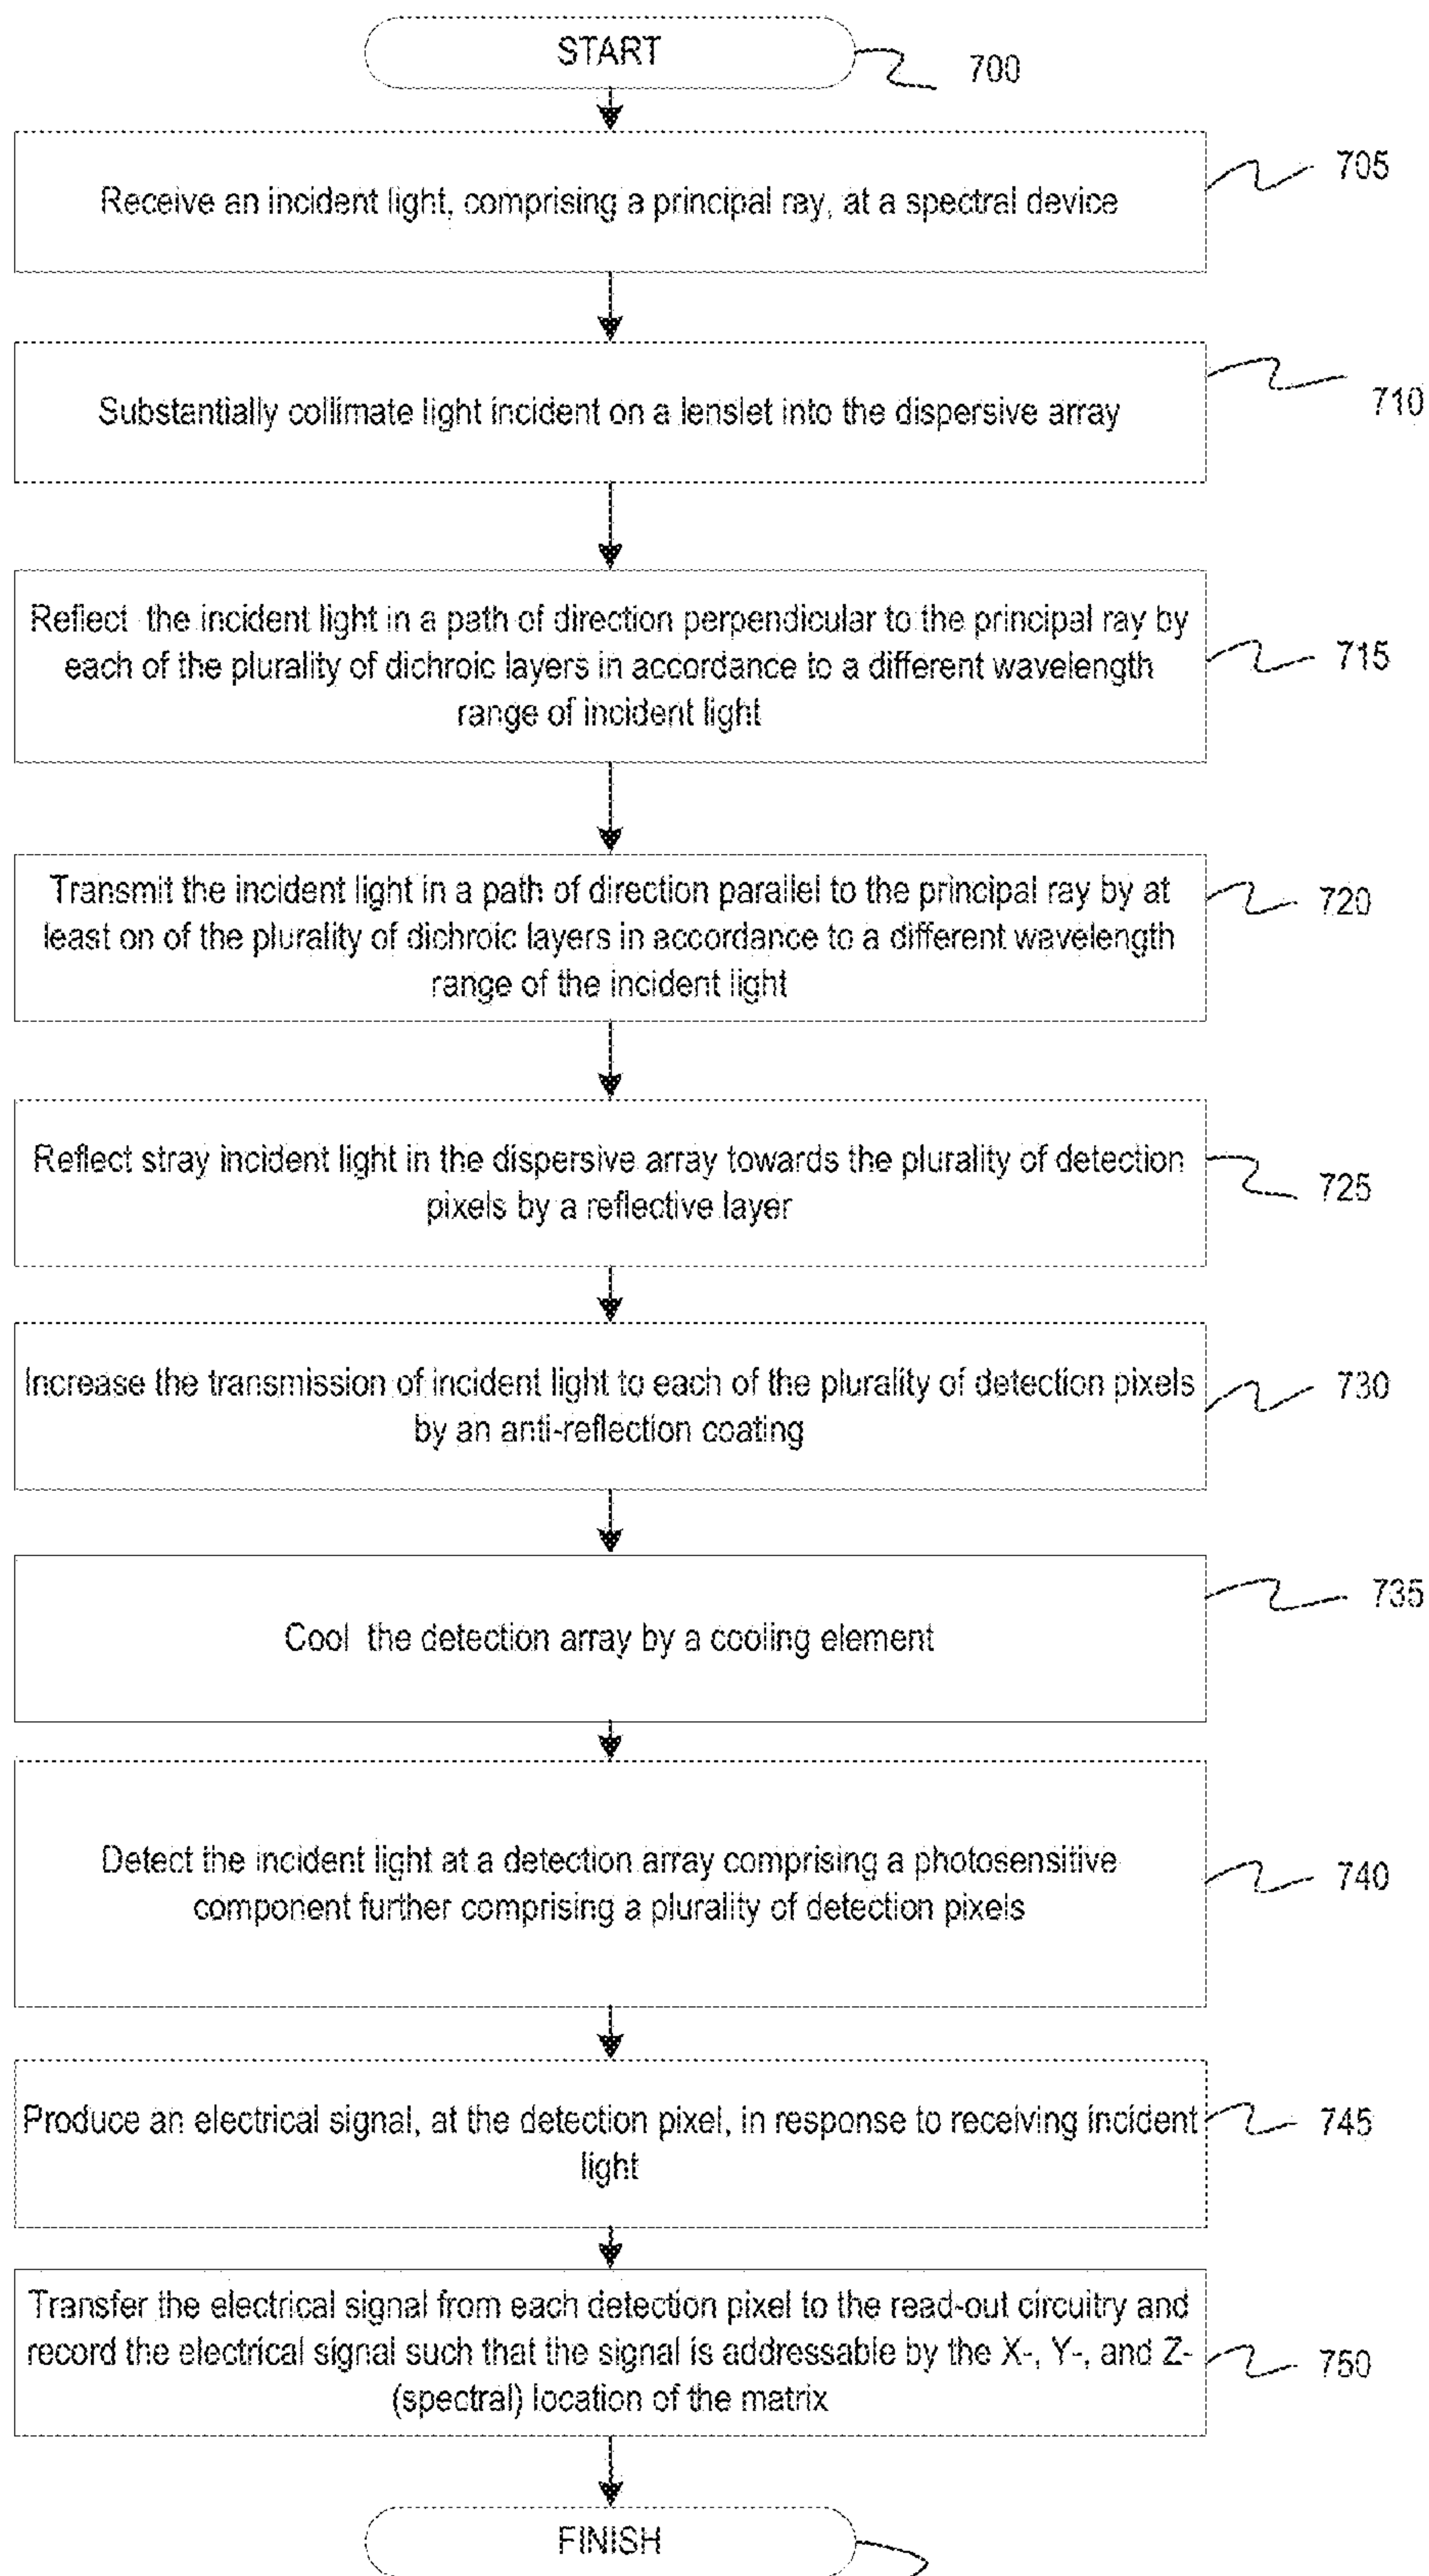 START
700
Receive an incident light, comprising a principal ray, at a spectral device
705
Substantially collimate light incident on a lenslet into the dispersive array
710
Reflect the incident light in a path of direction perpendicular to the principal ray by
each of the plurality of dichroic layers in accordance to a different wavelength
range of incident light
715
Transmit the incident light in a path of direction parallel to the principal ray by at
least on of the plurality of dichroic layers in accordance to a different wavelength
range of the incident light
720
Reflect stray incident light in the dispersive array towards the plurality of detection
pixels by a reflective layer
725
Increase the transmission of incident light to each of the plurality of detection pixels
by an anti-reflection coating
730
Cool the detection array by a cooling element
735
Detect the incident light at a detection array comprising a photosensitive
component further comprising a plurality of detection pixels
740
Produce an electrical signal, at the detection pixel, in response to receiving incident
light
745
Transfer the electrical signal from each detection pixel to the read-out circuitry and
record the electrical signal such that the signal is addressable by the X-, Y-, and Z-
(spectral) location of the matrix
750
FINISH